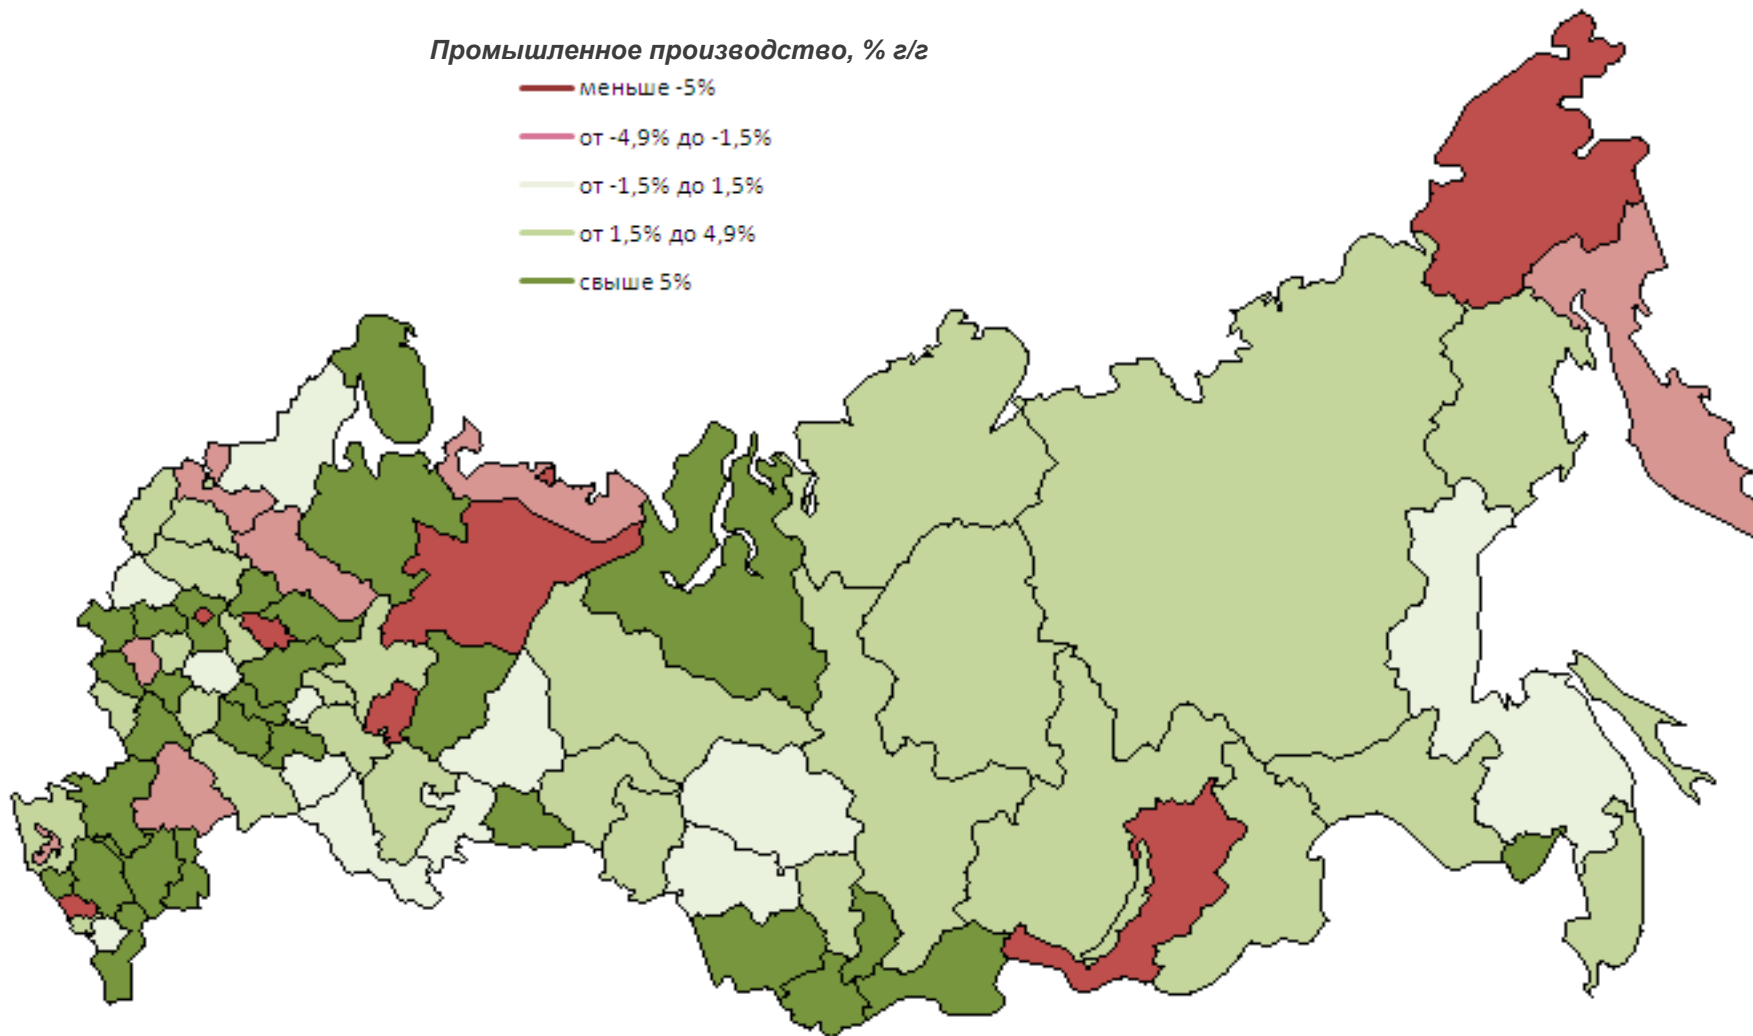 Промышленное производство, % г/г
меньше -5%
от -4,9% до -1,5%
от -1,5% до 1,5%
от 1,5% до 4,9%
свыше 5%